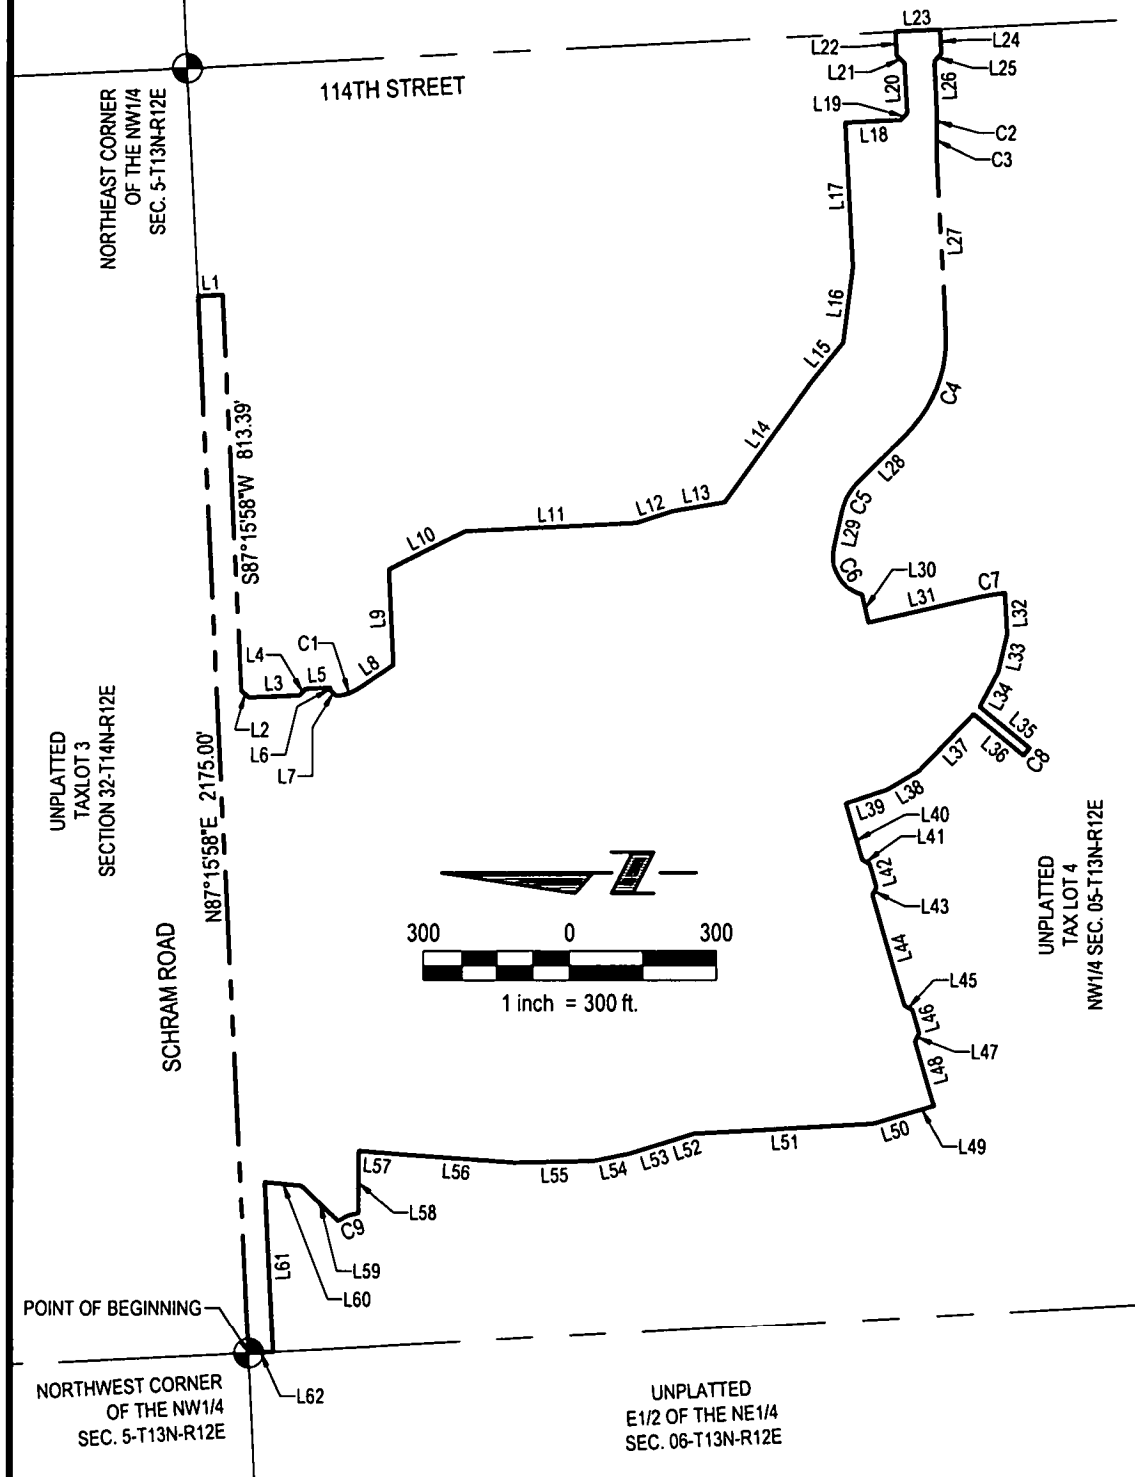 L23
L22
L24
L21
L25
L20
L26
114TH STREET
L19
L18
C2
C3
NORTHEAST CORNER
OF THE NW1/4
SEC. 5-T13N-R12E
L17
L27
L1
L16
L15
C4
L14
S87°15'58"W 813.39'
L28
C5
L13
L12
L11
L10
L29
C6
L30
C7
L31
L32
L9
C1
L8
L4
L5
L3
L33
L34
L2
L6
L7
L35
L36
C8
L37
UNPLATTED
TAXLOT 3
SECTION 32-T14N-R12E
N87°15'58"E 2175.00'
L38
L39
L40
L41
L42
L43
UNPLATTED
TAX LOT 4
NW1/4 SEC. 05-T13N-R12E
300 0 300
1 inch = 300 ft.
SCHRAM ROAD
L44
L45
L46
L47
L48
L49
L50
L51
L52
L53
L54
L55
L56
L57
L58
C9
L59
L60
L61
POINT OF BEGINNING
L62
NORTHWEST CORNER
OF THE NW1/4
SEC. 5-T13N-R12E
UNPLATTED
E1/2 OF THE NE1/4
SEC. 06-T13N-R12E